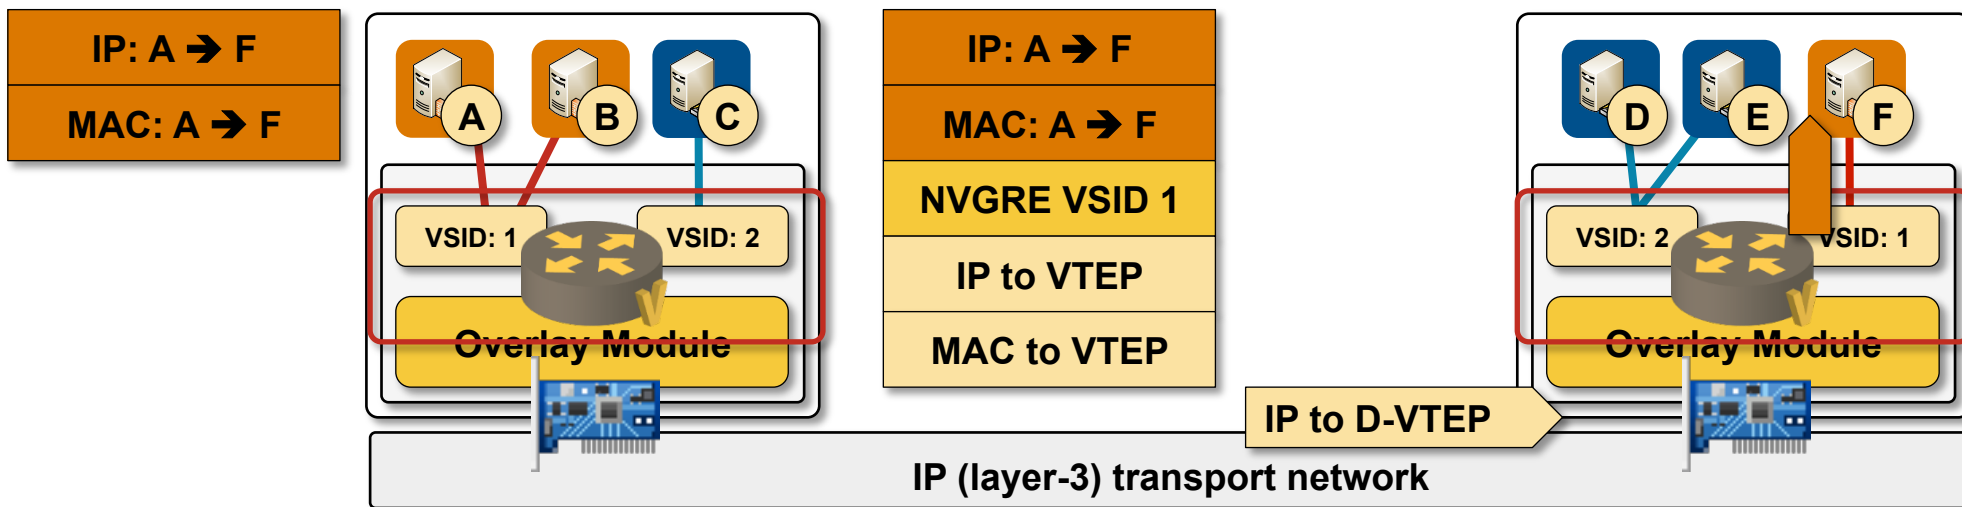 IP: A ➔ F
MAC: A ➔ F
A
B
C
VSID: 1
VSID: 2
Overlay Module
IP: A ➔ F
MAC: A ➔ F
NVGRE VSID 1
IP to VTEP
MAC to VTEP
D
E
F
VSID: 2
VSID: 1
Overlay Module
IP to D-VTEP
IP (layer-3) transport network